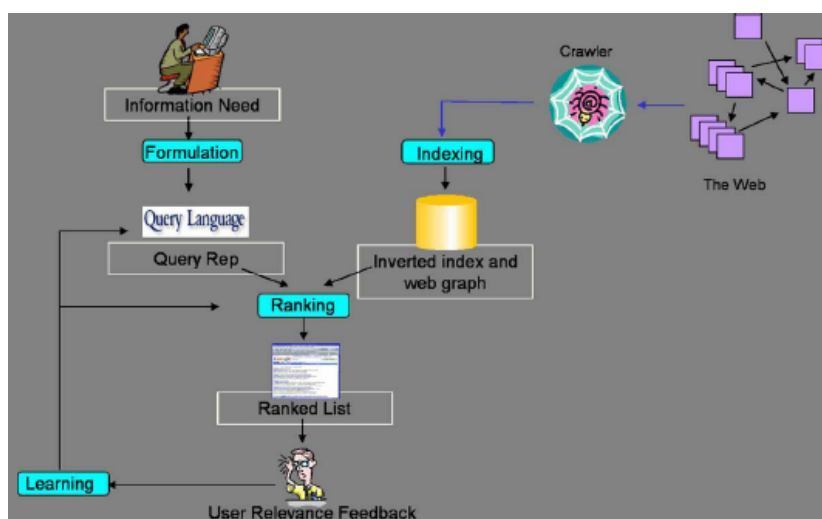 Crawler
Information Need
Formulation
Indexing
The Web
Query Language
Query Rep
Inverted index and
web graph
Ranking
Ranked List
Learning
User Relevance Feedback